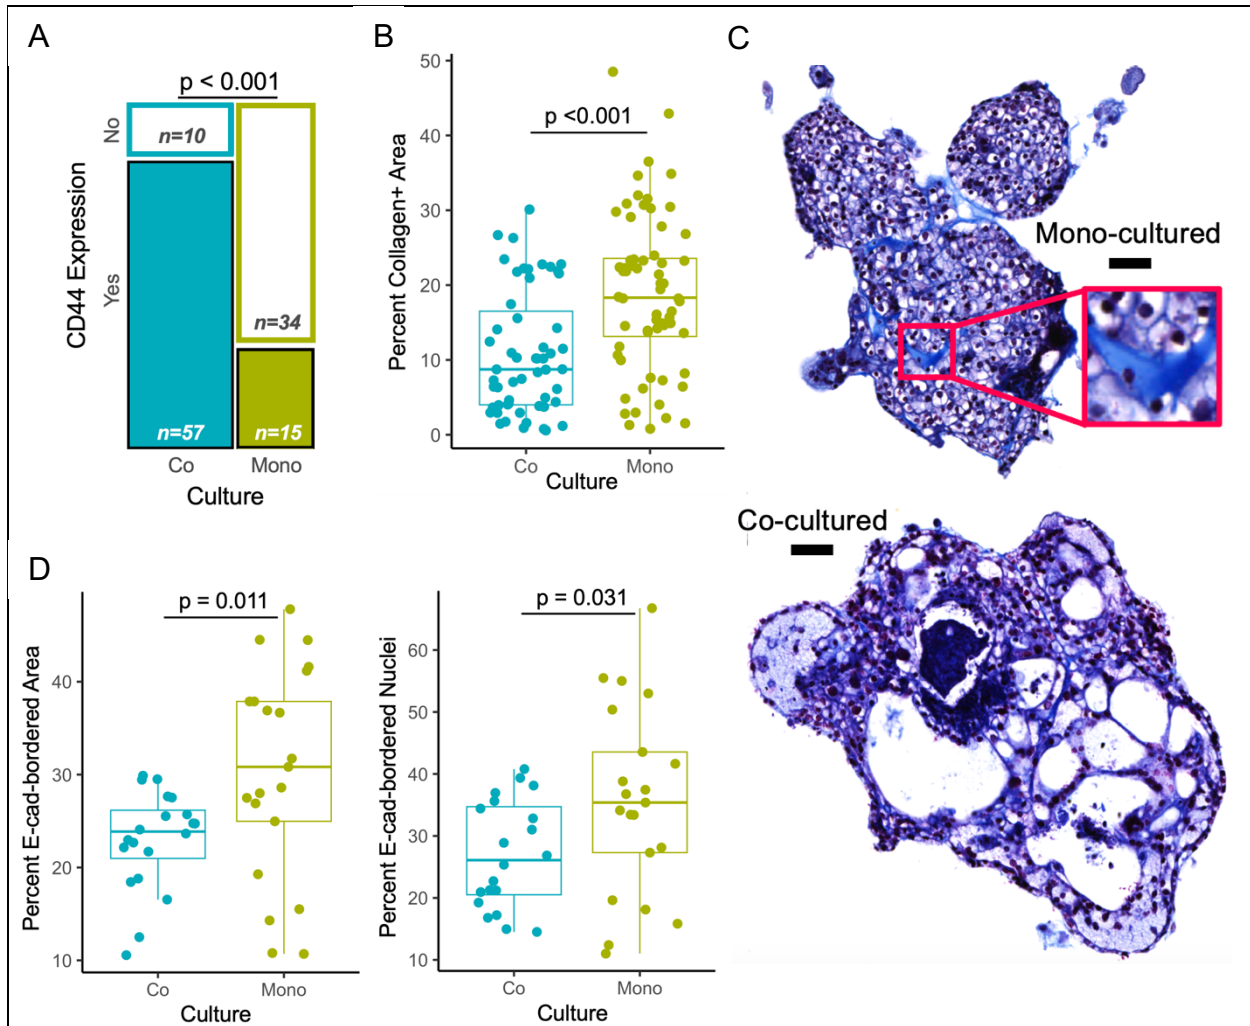 A
p < 0.001
No
Yes
CD44 Expression
n=10
n=34
n=57
n=15
Co
Mono
Culture
B
p <0.001
Percent Collagen+ Area
50
40
30
20
10
0
Co
Mono
Culture
C
Mono-cultured
Co-cultured
D
p = 0.011
Percent E-cad-bordered Area
40
30
20
10
Co
Mono
Culture
p = 0.031
Percent E-cad-bordered Nuclei
60
50
40
30
20
10
Co
Mono
Culture